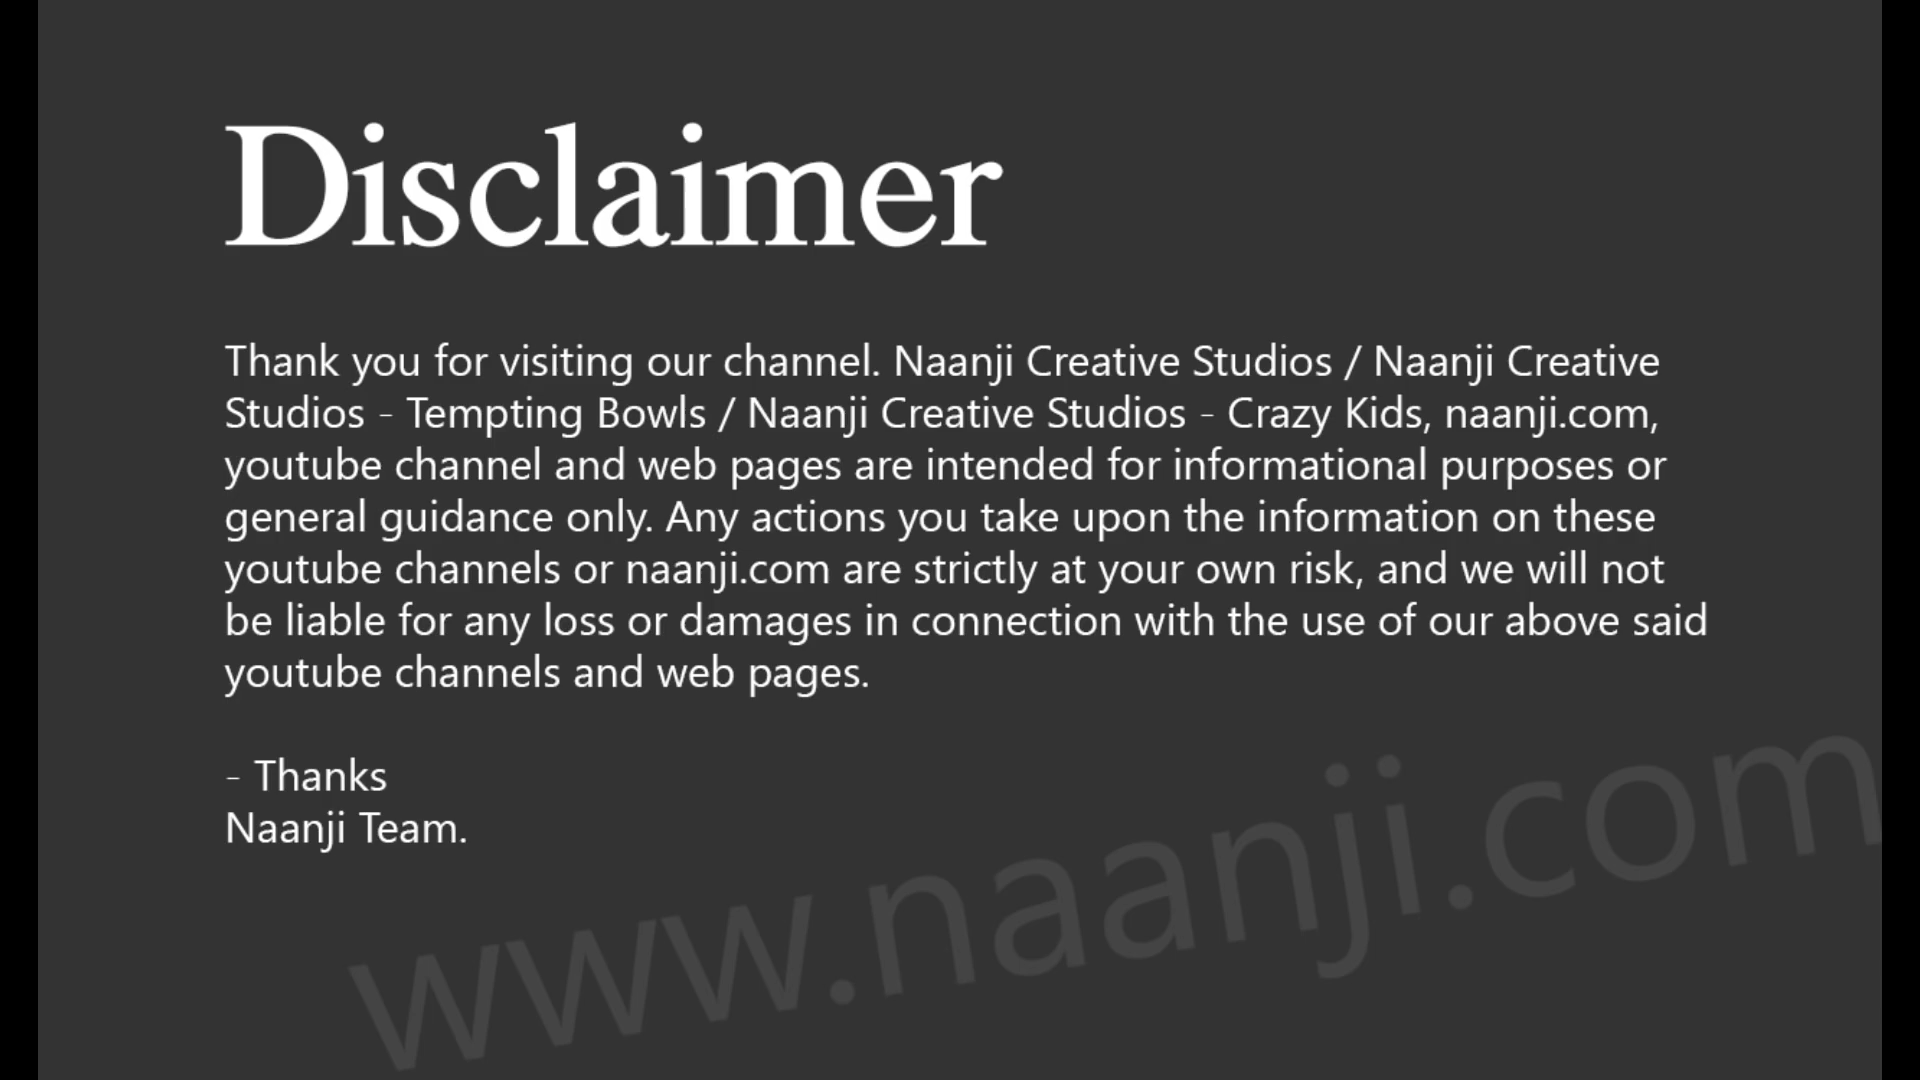 Disclaimer
Thank you for visiting our channel. Naanji Creative Studios / Naanji Creative
Studios - Tempting Bowls / Naanji Creative Studios - Crazy Kids, naanji.com,
youtube channel and web pages are intended for informational purposes or
general guidance only. Any actions you take upon the information on these
youtube channels or naanji.com are strictly at your own risk, and we will not
be liable for any loss or damages in connection with the use of our above said
youtube channels and web pages.
- Thanks
Naanji Team.
www.naanji.com